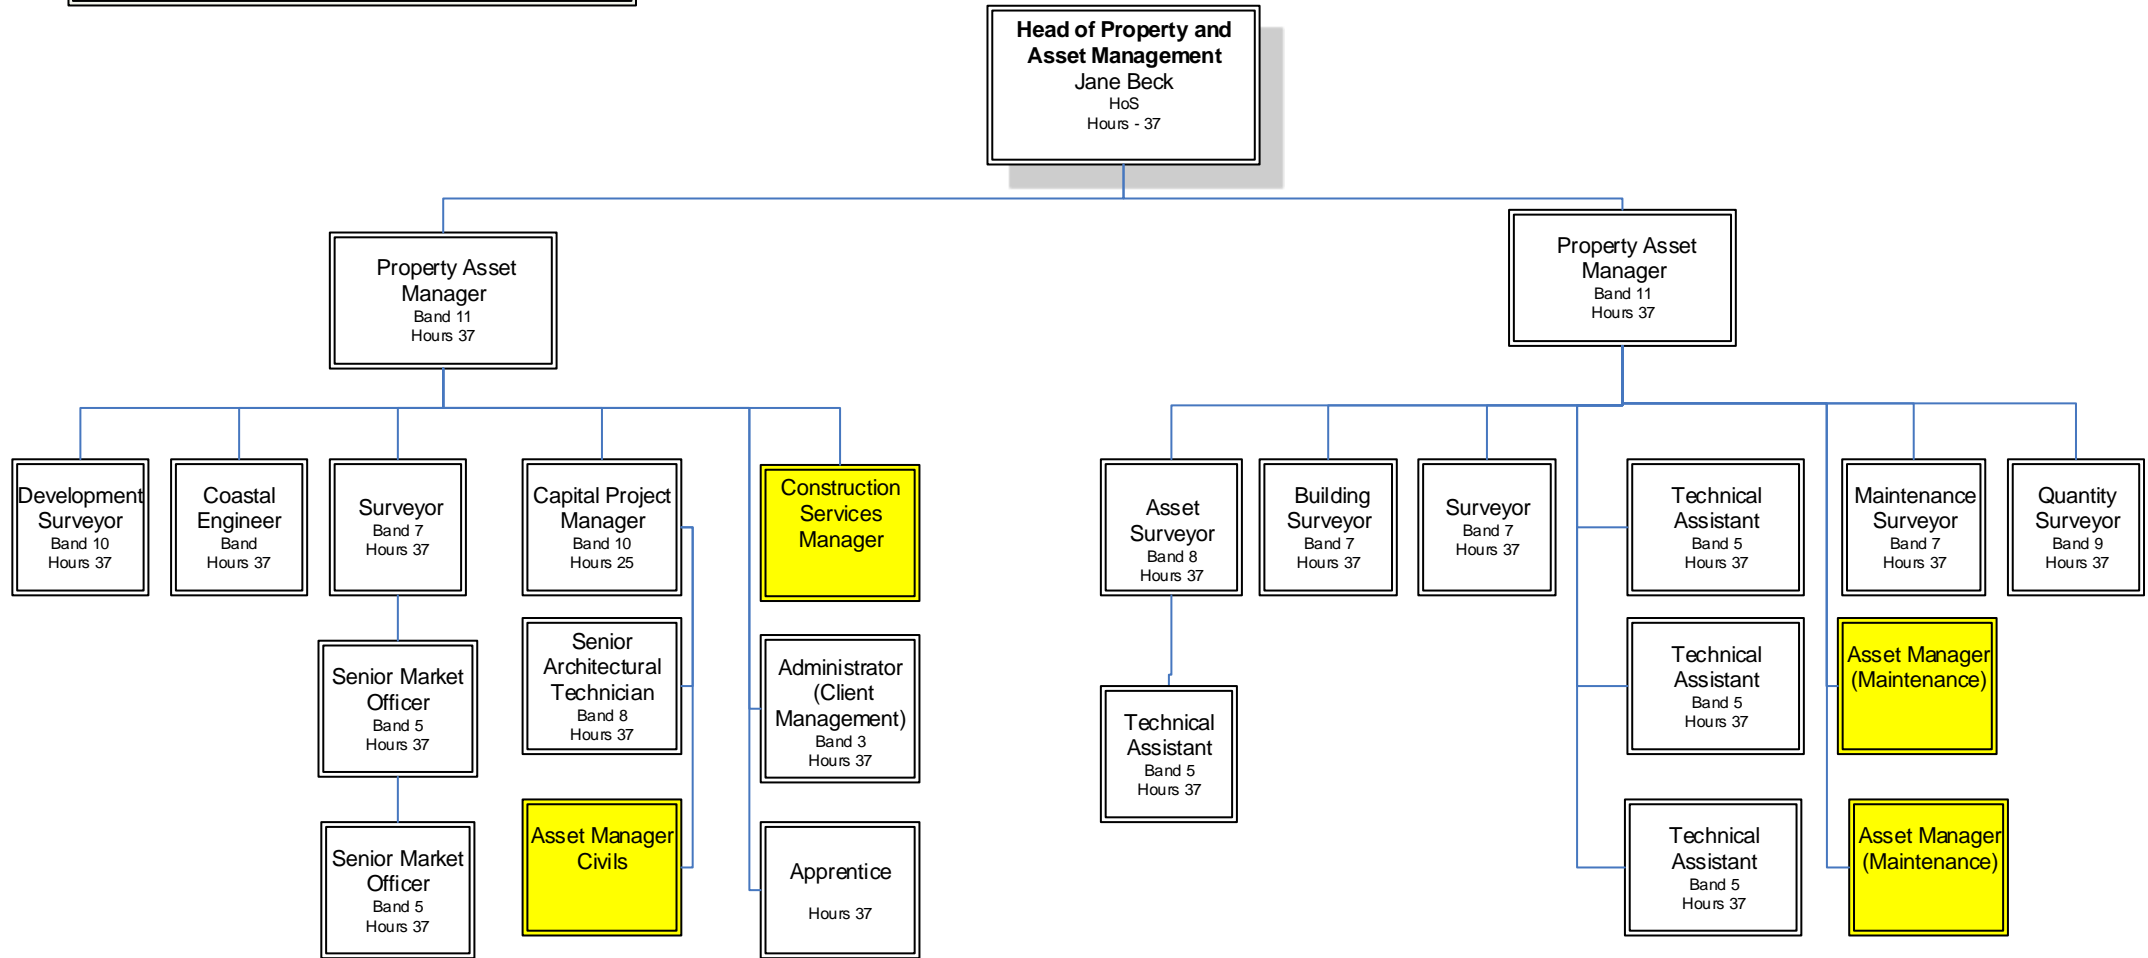 Head of Property and
Asset Management
Jane Beck
HoS
Hours - 37
Property Asset
Manager
Band 11
Hours 37
Property Asset
Manager
Band 11
Hours 37
Development
Surveyor
Band 10
Hours 37
Coastal
Engineer
Band
Hours 37
Surveyor
Band 7
Hours 37
Capital Project
Manager
Band 10
Hours 25
Construction
Services
Manager
Asset
Surveyor
Band 8
Hours 37
Building
Surveyor
Band 7
Hours 37
Surveyor
Band 7
Hours 37
Technical
Assistant
Band 5
Hours 37
Maintenance
Surveyor
Band 7
Hours 37
Quantity
Surveyor
Band 9
Hours 37
Senior Market
Officer
Band 5
Hours 37
Senior
Architectural
Technician
Band 8
Hours 37
Administrator
(Client
Management)
Band 3
Hours 37
Technical
Assistant
Band 5
Hours 37
Technical
Assistant
Band 5
Hours 37
Asset Manager
(Maintenance)
Senior Market
Officer
Band 5
Hours 37
Asset Manager
Civils
Apprentice
Hours 37
Technical
Assistant
Band 5
Hours 37
Asset Manager
(Maintenance)